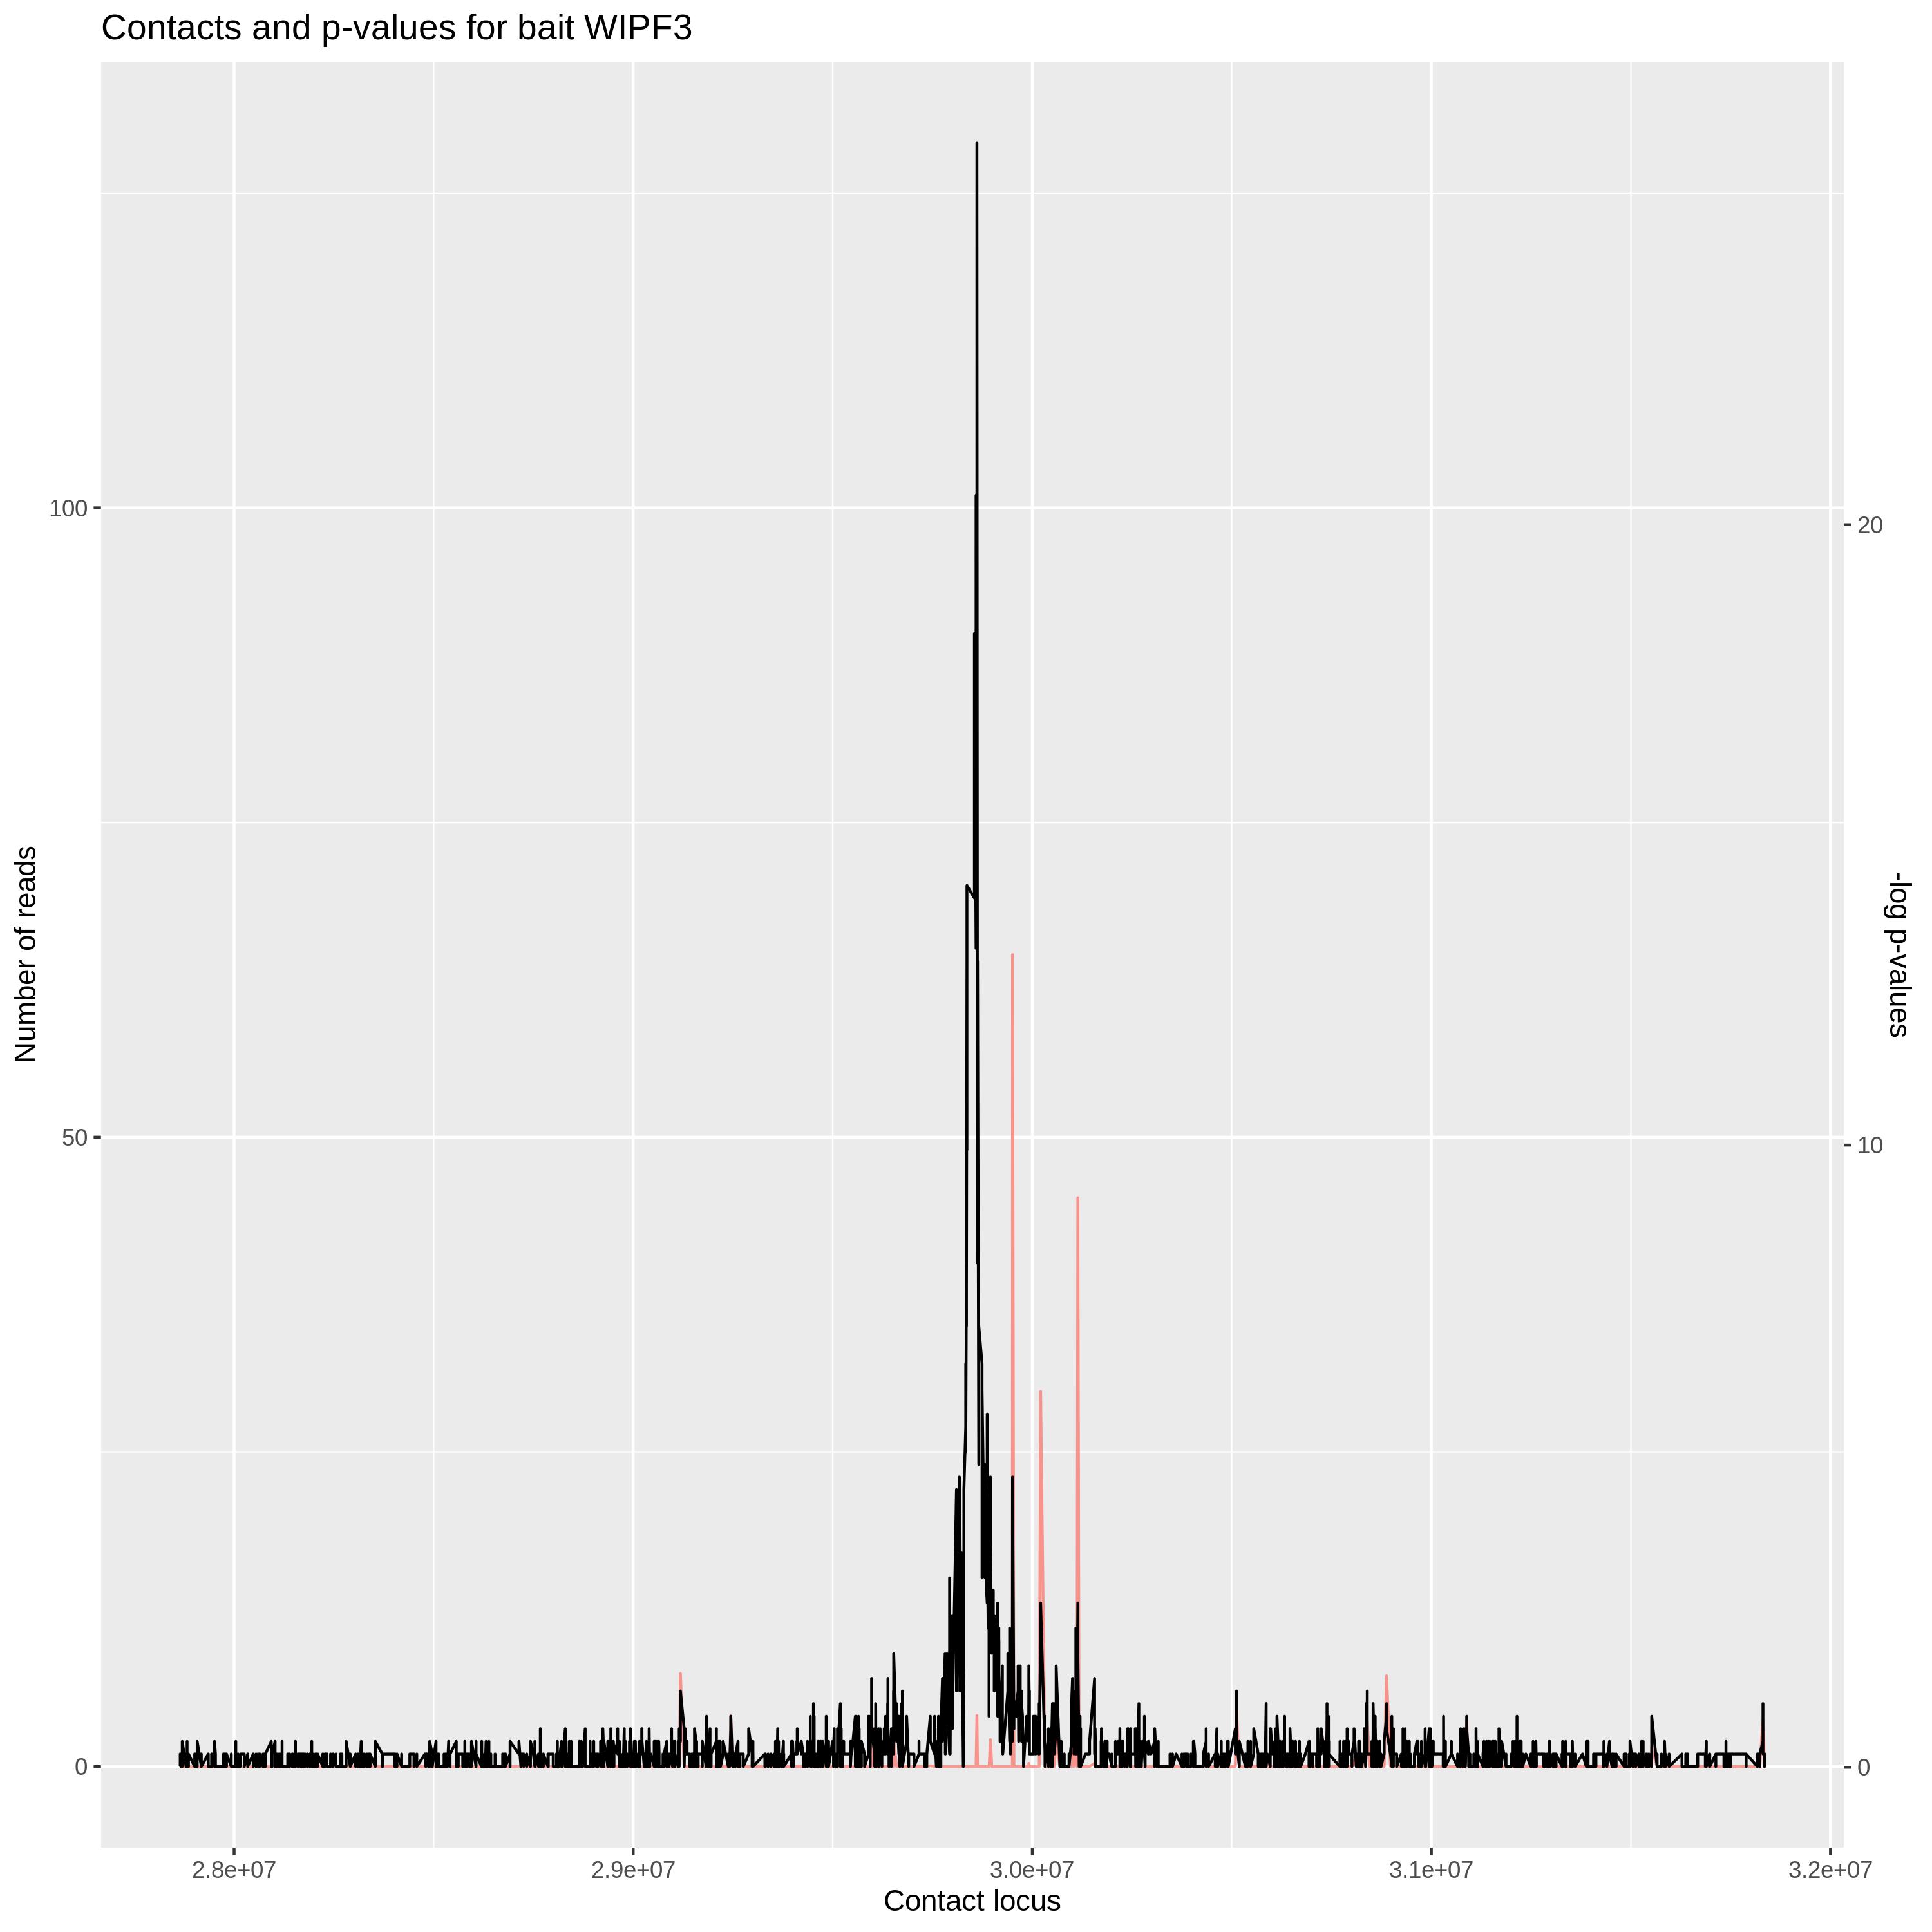 Contacts and p-values for bait WIPF3
Number of reads
100
50
0
20
10
0
-log p-values
2.8e+07
2.9e+07
3.0e+07
3.1e+07
3.2e+07
Contact locus